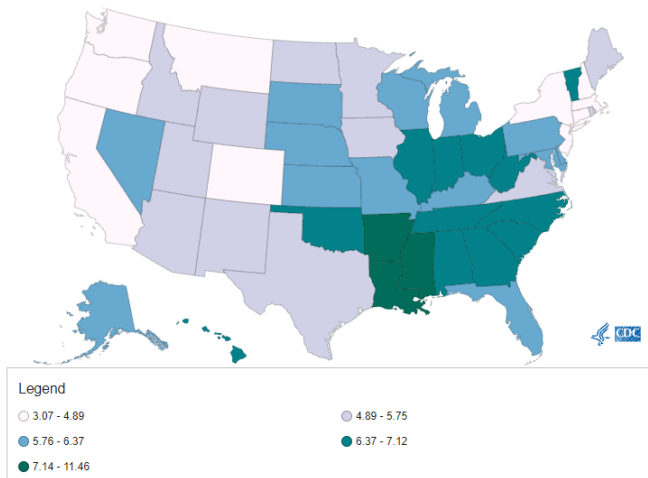 CDC
Legend
3.07 - 4.89
4.89 - 5.75
5.76 - 6.37
6.37 - 7.12
7.14 - 11.46